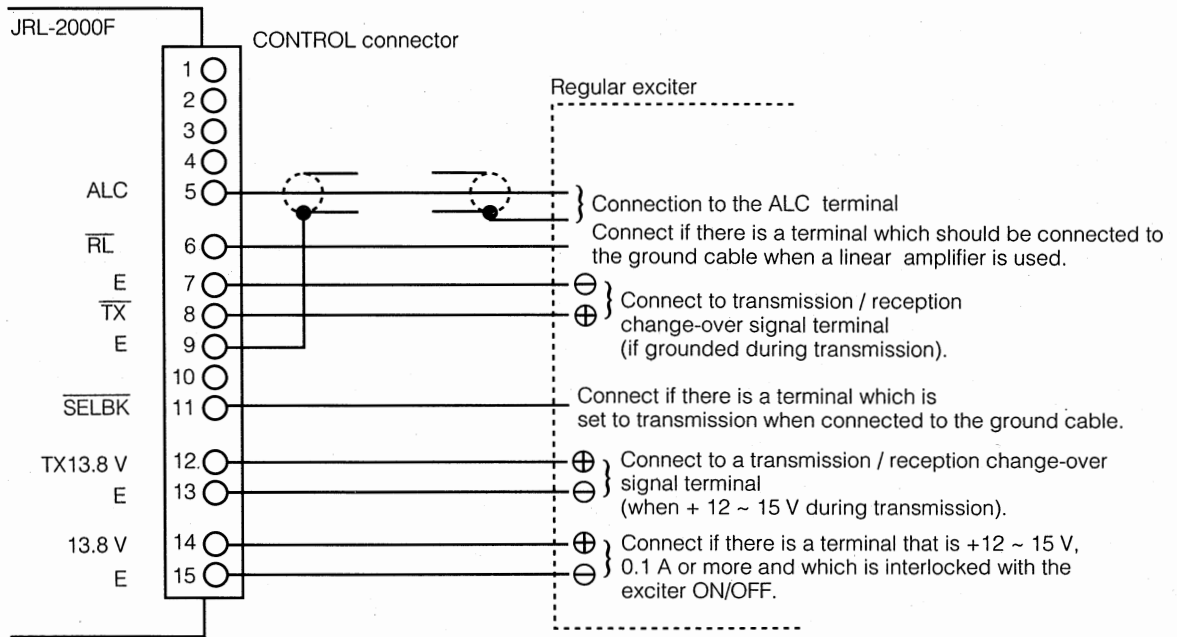 JRL-2000F
CONTROL connector
Regular exciter
1
2
3
4
ALC 5
Connection to the ALC terminal
RL 6
Connect if there is a terminal which should be connected to
the ground cable when a linear amplifier is used.
E 7 ⊖
TX 8 ⊕
Connect to transmission / reception
change-over signal terminal
(if grounded during transmission).
E 9
10
SELBK 11
Connect if there is a terminal which is
set to transmission when connected to the ground cable.
TX13.8 V 12. ⊕
E 13 ⊖
Connect to a transmission / reception change-over
signal terminal
(when + 12 ~ 15 V during transmission).
13.8 V 14 ⊕
E 15 ⊖
Connect if there is a terminal that is +12 ~ 15 V,
0.1 A or more and which is interlocked with the
exciter ON/OFF.